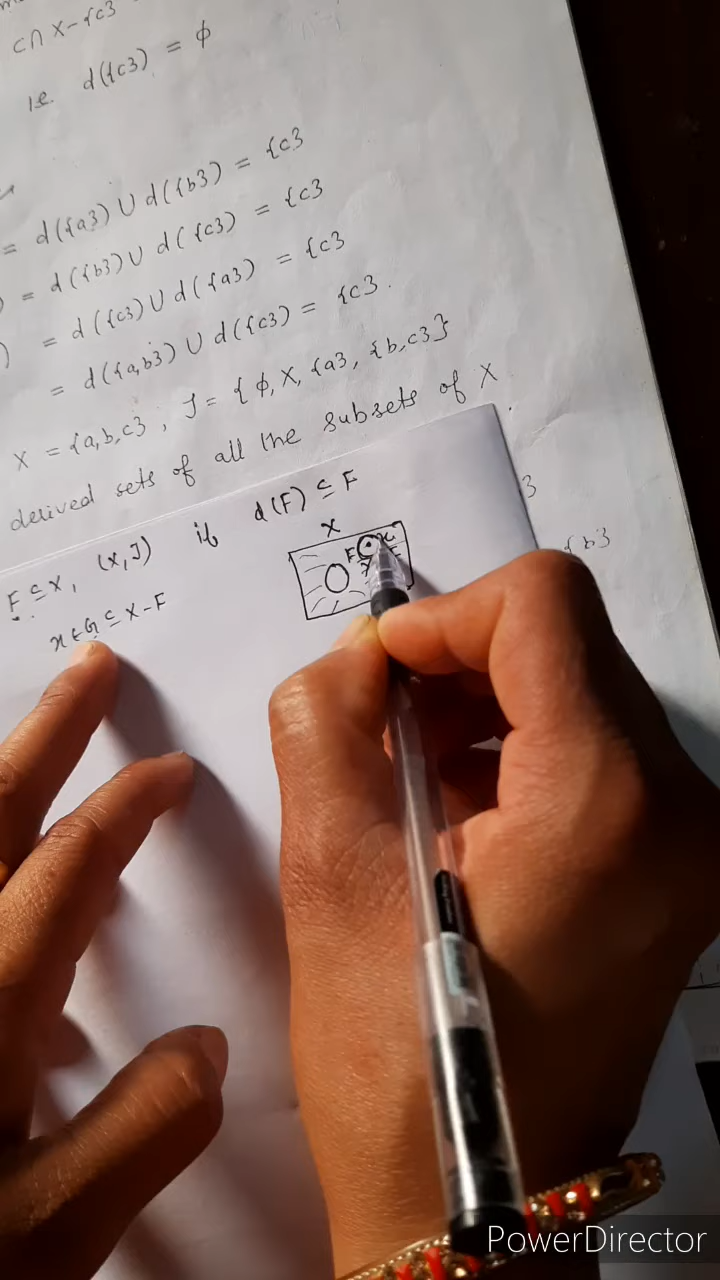 C∩ X-{c}
i.e. d({c}) = ϕ
= d({a}) ∪ d({b}) = {c}
) = d({b}) ∪ d({c}) = {c}
) = d({c}) ∪ d({a}) = {c}
= d({a,b}) ∪ d({c}) = {c}.
X = {a,b,c}, J = {ϕ, X, {a}, {b,c}}
derived sets of all the subsets of X.
F ⊆ X, (X,J) if d(F) ⊆ F
x ∈ G ⊆ X-F
X
F
}
{b}
PowerDirector